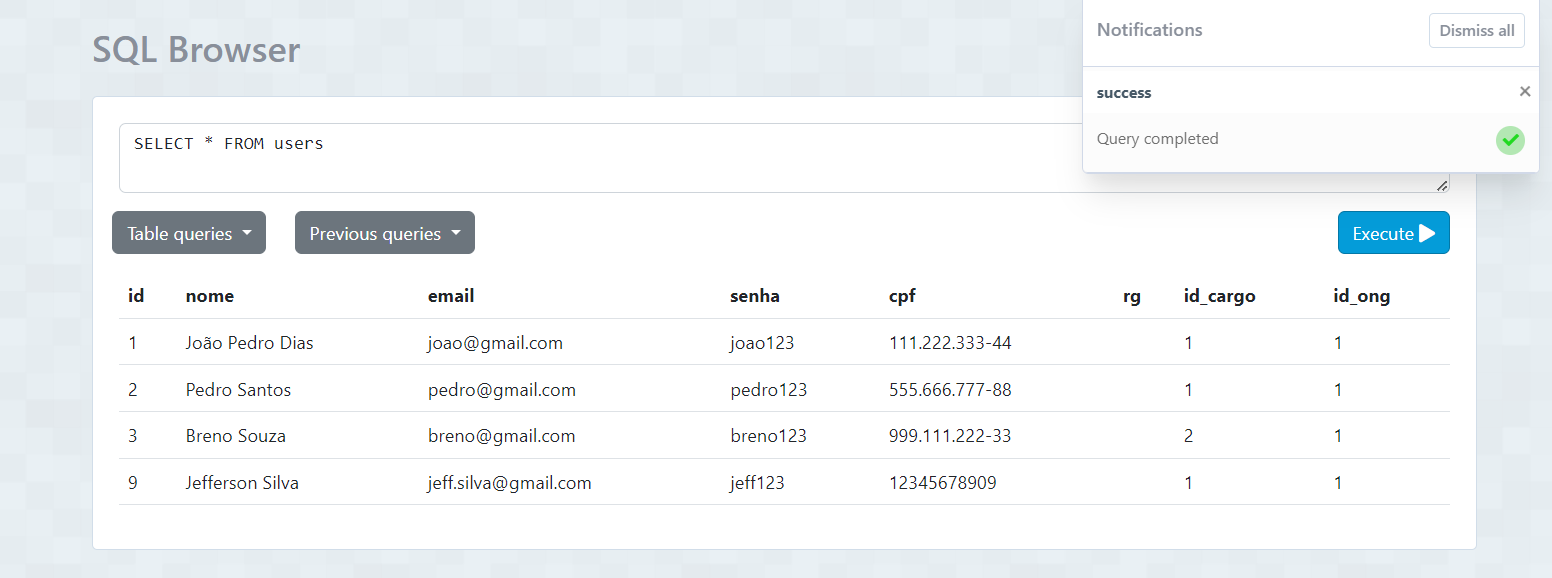 SQL Browser
Notifications
Dismiss all
success
×
Query completed
SELECT * FROM users
Table queries
Previous queries
Execute
id nome email senha cpf rg id_cargo id_ong
1 João Pedro Dias joao@gmail.com joao123 111.222.333-44 1 1
2 Pedro Santos pedro@gmail.com pedro123 555.666.777-88 1 1
3 Breno Souza breno@gmail.com breno123 999.111.222-33 2 1
9 Jefferson Silva jeff.silva@gmail.com jeff123 12345678909 1 1